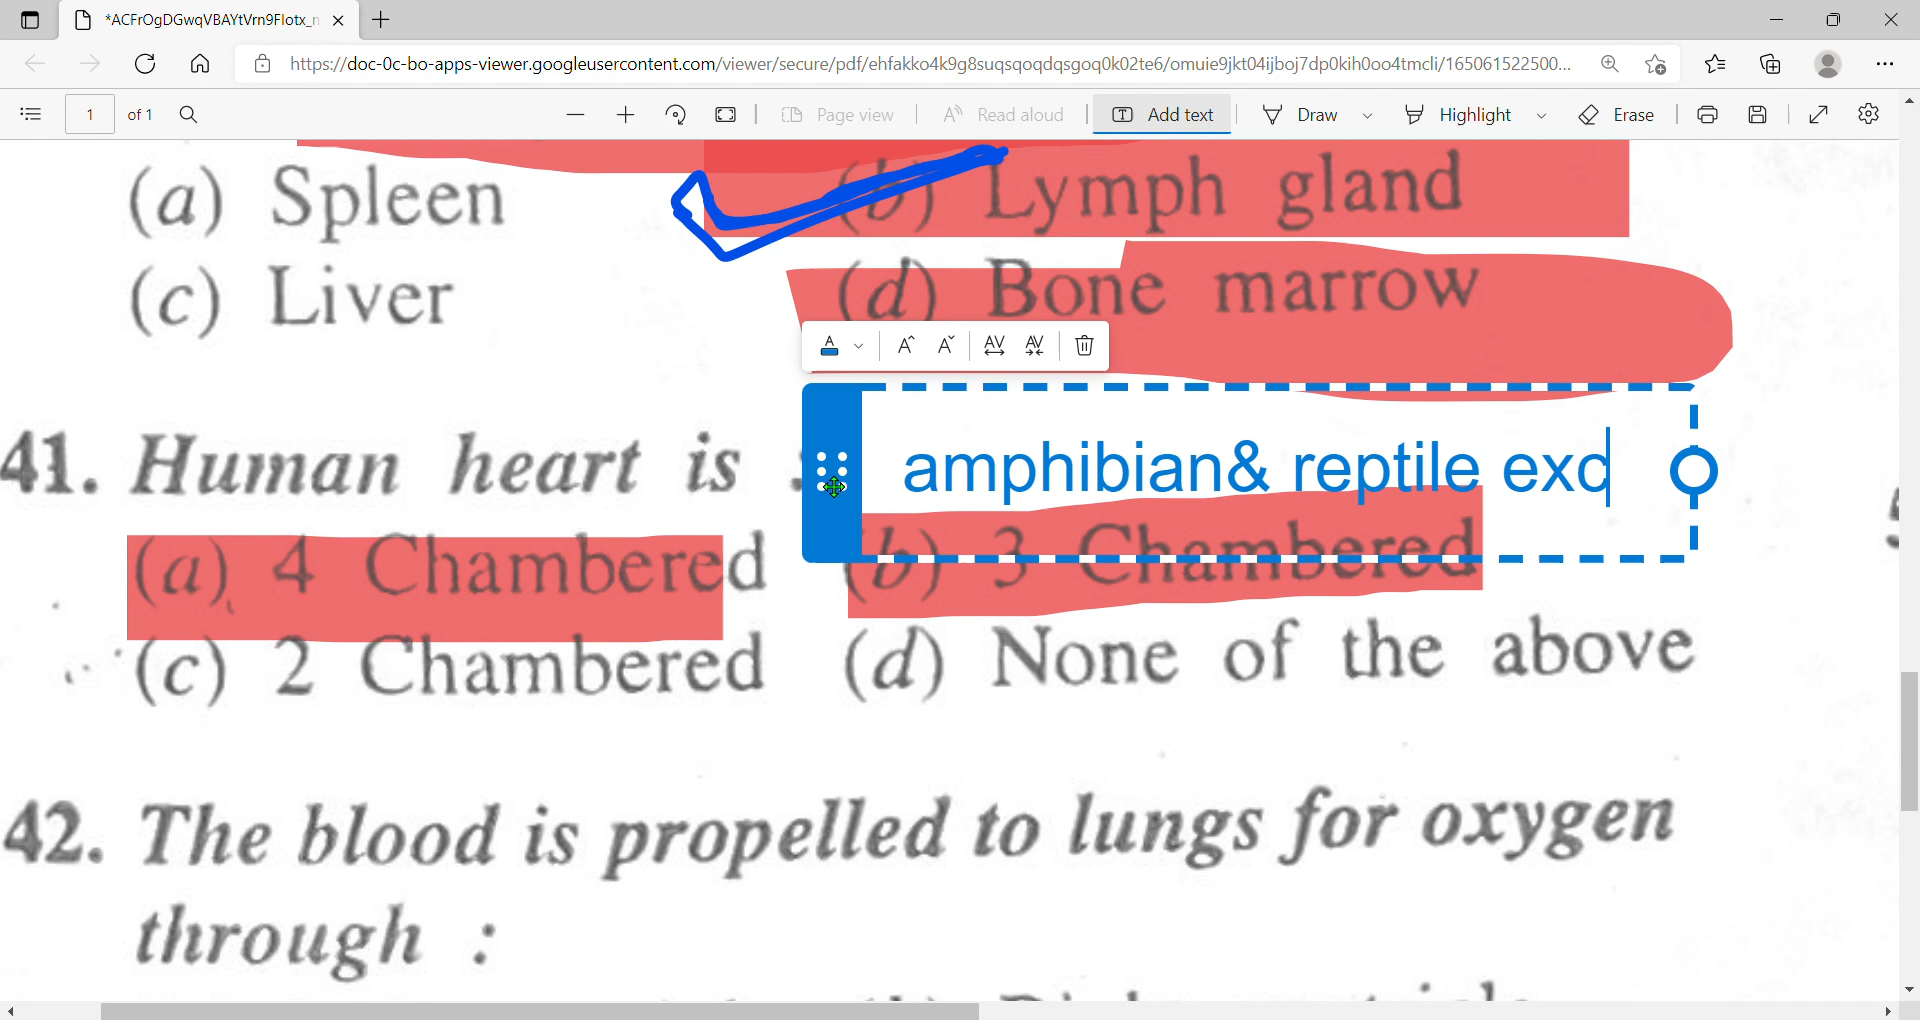 *ACFrOgDGwqVBAYtVrn9FIotx_n
https://doc-0c-bo-apps-viewer.googleusercontent.com/viewer/secure/pdf/ehfakko4k9g8suqsqoqdqsgoq0k02te6/omuie9jkt04ijboj7dp0kih0oo4tmcli/165061522500...
1 of 1 Page view Read aloud Add text Draw Highlight Erase
(a) Spleen (b) Lymph gland
(c) Liver (d) Bone marrow
41. Human heart is
amphibian& reptile exc
(a) 4 Chambered (b) 3 Chambered
(c) 2 Chambered (d) None of the above
42. The blood is propelled to lungs for oxygen
through :